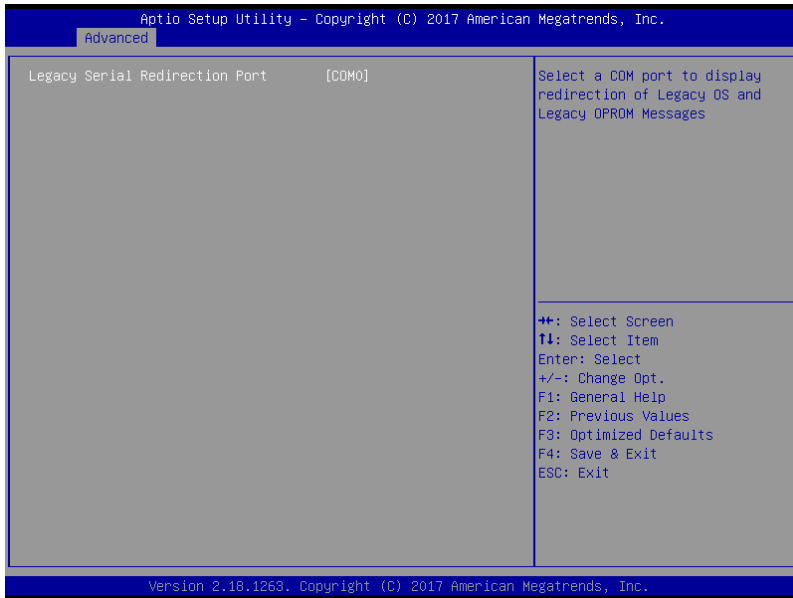 Aptio Setup Utility – Copyright (C) 2017 American Megatrends, Inc.
Advanced
Legacy Serial Redirection Port [COM0]
Select a COM port to display
redirection of Legacy OS and
Legacy OPROM Messages
→←: Select Screen
↑↓: Select Item
Enter: Select
+/-: Change Opt.
F1: General Help
F2: Previous Values
F3: Optimized Defaults
F4: Save & Exit
ESC: Exit
Version 2.18.1263. Copyright (C) 2017 American Megatrends, Inc.